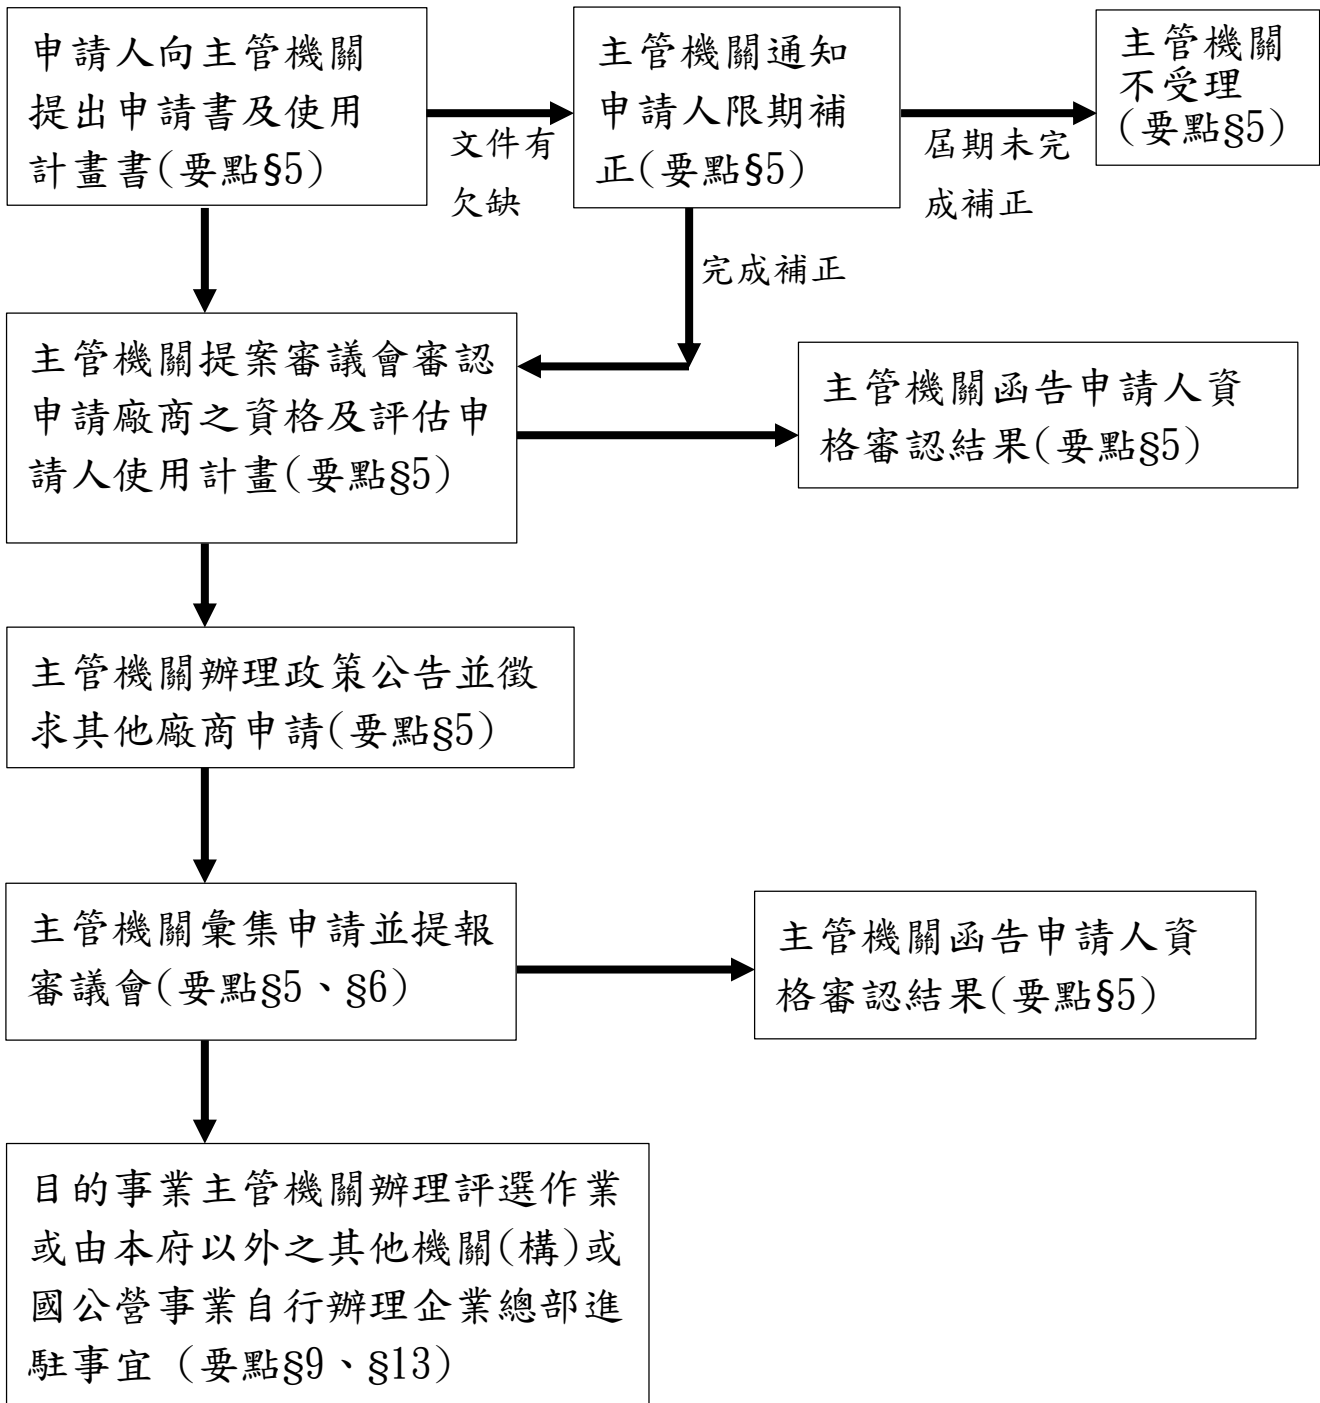 申請人向主管機關
提出申請書及使用
計畫書(要點§5)
文件有
欠缺
主管機關通知
申請人限期補
正(要點§5)
屆期未完
成補正
主管機關
不受理
(要點§5)
完成補正
主管機關提案審議會審認
申請廠商之資格及評估申
請人使用計畫(要點§5)
主管機關函告申請人資
格審認結果(要點§5)
主管機關辦理政策公告並徵
求其他廠商申請(要點§5)
主管機關彙集申請並提報
審議會(要點§5、§6)
主管機關函告申請人資
格審認結果(要點§5)
目的事業主管機關辦理評選作業
或由本府以外之其他機關(構)或
國公營事業自行辦理企業總部進
駐事宜 (要點§9、§13)